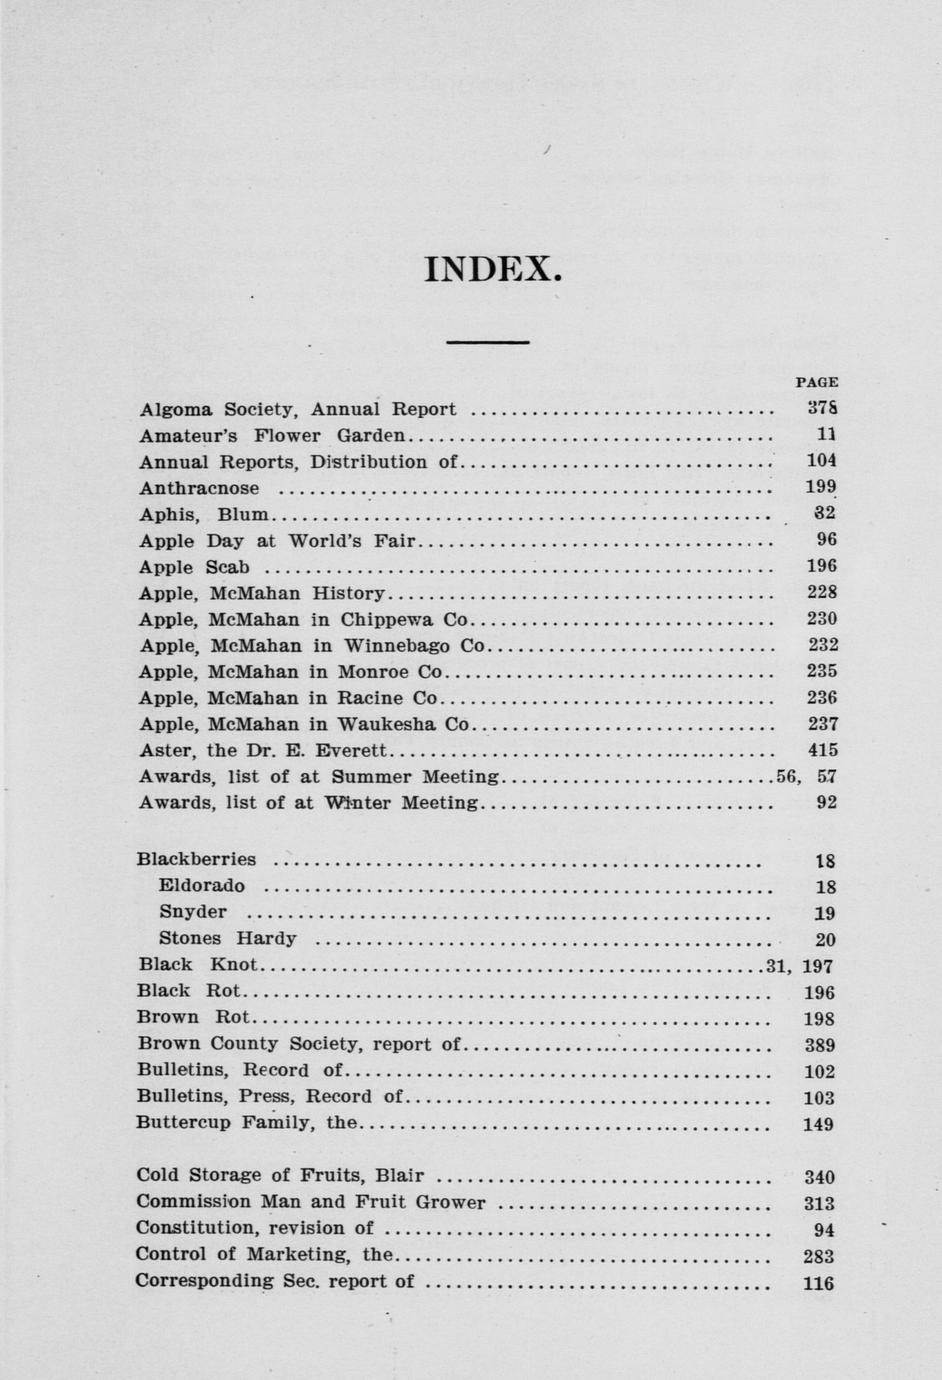 INDEX.
PAGE
Algoma Society, Annual Report .............................. 378
Amateur's Flower Garden.................................... 11
Annual Reports, Distribution of............................... 104
Anthracnose ................................................. 199
Aphis, Blum................................................. 32
Apple Day at World's Fair................................... 96
Apple Scab .................................................. 196
Apple, McMahan History...................................... 228
Apple, McMahan in Chippewa Co.............................. 230
Apple, McMahan in Winnebago Co............................ 232
Apple, McMahan in Monroe Co................................ 235
Apple, McMahan in Racine Co................................. 236
Apple, McMahan in Waukesha Co.............................. 237
Aster, the Dr. E. Everett...................................... 415
Awards, list of at Summer Meeting...........................56, 57
Awards, list of at Winter Meeting............................. 92
Blackberries ................................................ 18
Eldorado .................................................. 18
Snyder .................................................... 19
Stones Hardy ............................................. 20
Black Knot..................................................31, 197
Black Rot.................................................... 196
Brown Rot................................................... 198
Brown County Society, report of.............................. 389
Bulletins, Record of.......................................... 102
Bulletins, Press, Record of.................................... 103
Buttercup Family, the........................................ 149
Cold Storage of Fruits, Blair ................................. 340
Commission Man and Fruit Grower ........................... 313
Constitution, revision of ...................................... 94
Control of Marketing, the..................................... 283
Corresponding Sec. report of .................................. 116